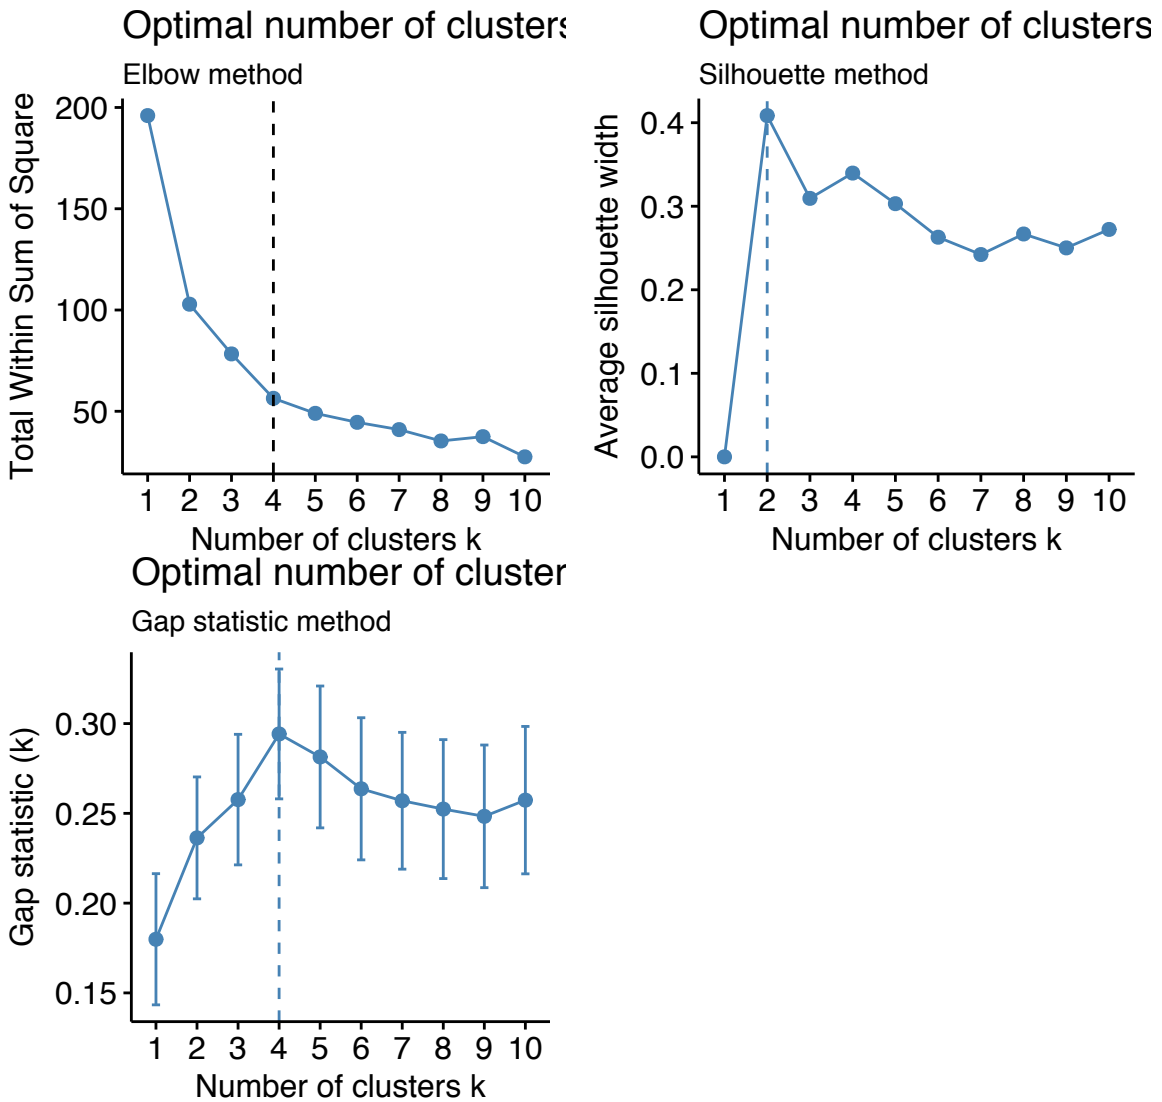 Optimal number of clusters
Elbow method
Total Within Sum of Square
200
150
100
50
1 2 3 4 5 6 7 8 9 10
Number of clusters k
Optimal number of clusters
Silhouette method
Average silhouette width
0.4
0.3
0.2
0.1
0.0
1 2 3 4 5 6 7 8 9 10
Number of clusters k
Optimal number of cluster
Gap statistic method
Gap statistic (k)
0.30
0.25
0.20
0.15
1 2 3 4 5 6 7 8 9 10
Number of clusters k